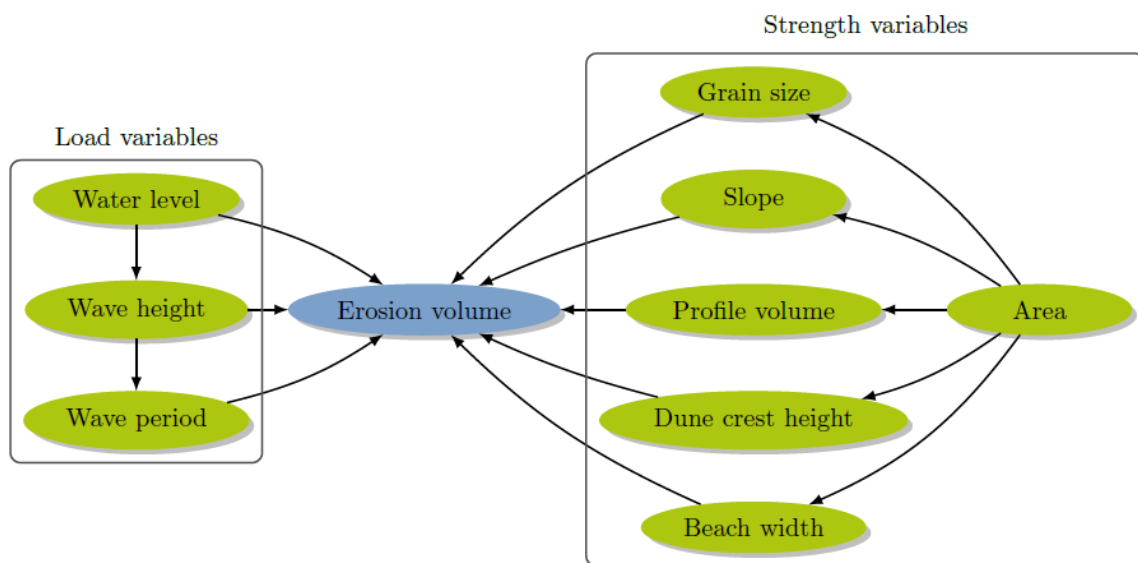 Strength variables
Grain size
Load variables
Water level
Slope
Wave height
Erosion volume
Profile volume
Area
Wave period
Dune crest height
Beach width